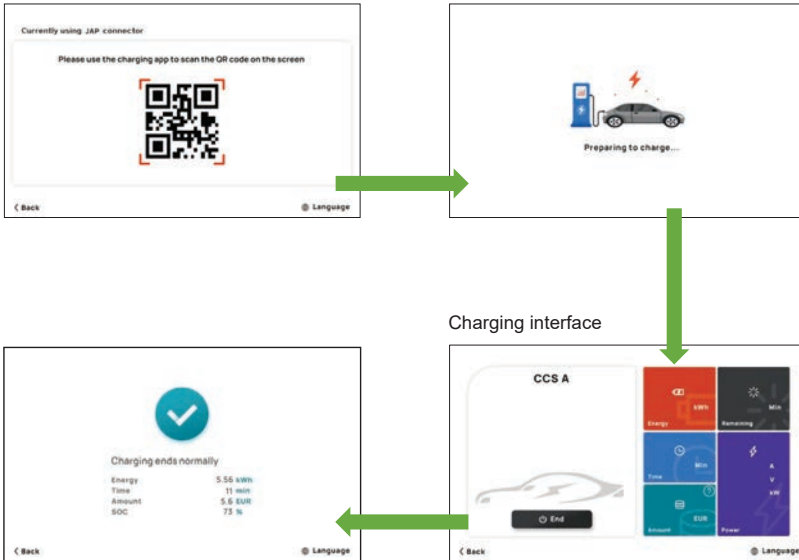 Currently using JAP connector
Please use the charging app to scan the QR code on the screen
Back
Language
Preparing to charge...
Charging interface
CCS A
End
Energy
kWh
Remaining
Min
Time
Min
Amount
EUR
Power
A
V
kW
Back
Language
Charging ends normally
Energy 5.56 kWh
Time 11 min
Amount 5.6 EUR
SOC 73 %
Back
Language